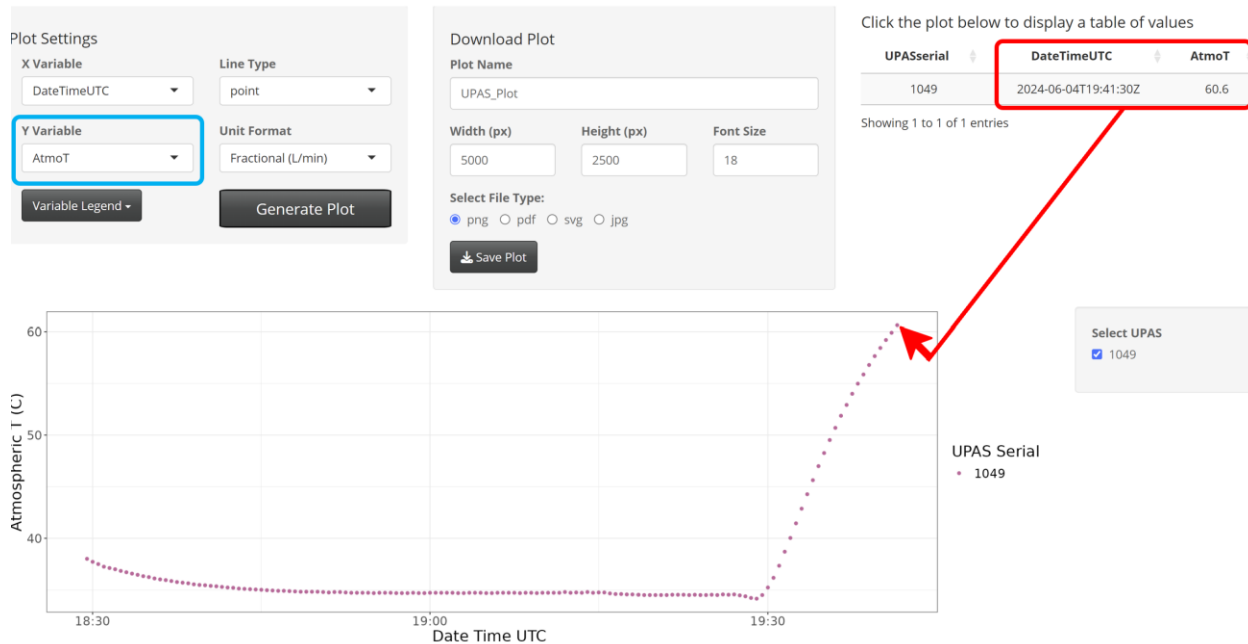 Plot Settings
X Variable
Line Type
DateTimeUTC
point
Y Variable
Unit Format
AtmoT
Fractional (L/min)
Variable Legend
Generate Plot
Download Plot
Plot Name
UPAS_Plot
Width (px)
Height (px)
Font Size
5000
2500
18
Select File Type:
png
pdf
svg
jpg
Save Plot
Click the plot below to display a table of values
UPASserial
DateTimeUTC
AtmoT
1049
2024-06-04T19:41:30Z
60.6
Showing 1 to 1 of 1 entries
Atmospheric T (C)
60
50
40
18:30
19:00
19:30
Date Time UTC
UPAS Serial
1049
Select UPAS
1049